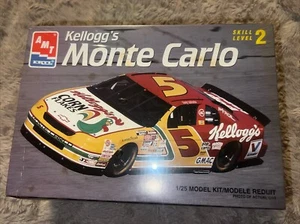 AMT
ERTL
Kellogg's
Monte Carlo
SKILL
LEVEL 2
5
KELLOGG'S
CORN
FLAKES
5
Kellogg's
GMAC
1/25 MODEL KIT/MODELE REDUIT